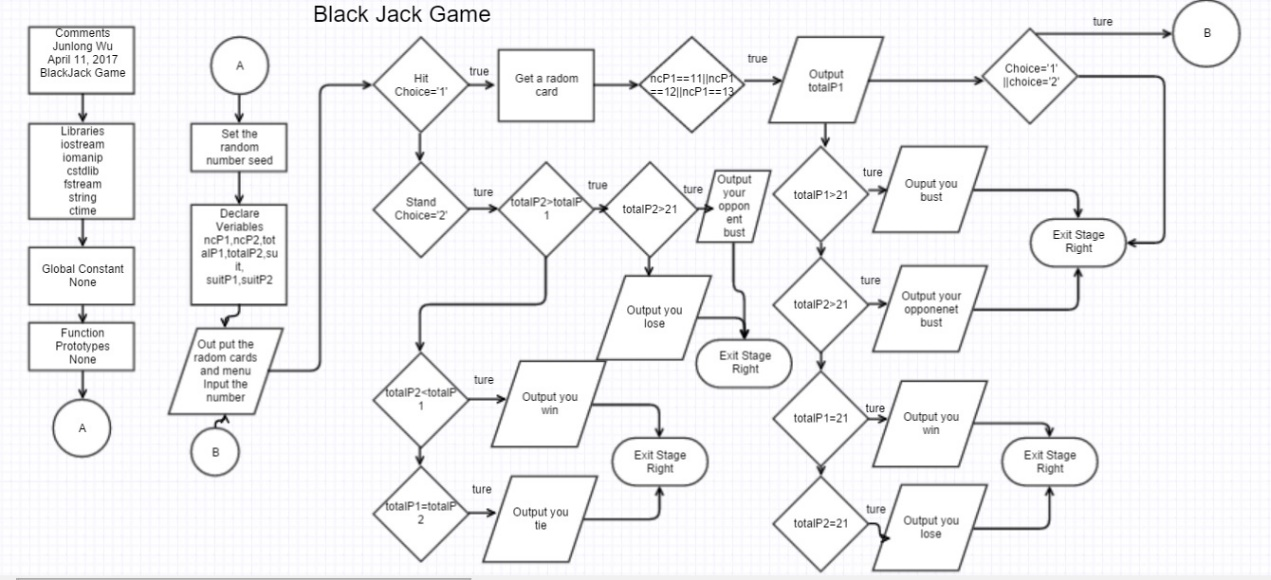 Black Jack Game
Comments
Junlong Wu
April 11, 2017
BlackJack Game
Libraries
iostream
iomanip
cstdlib
fstream
string
ctime
Global Constant
None
Function
Prototypes
None
A
A
Set the
random
number seed
Declare
Veriables
ncP1,ncP2,tot
alP1,totalP2,su
it,
suitP1,suitP2
Out put the
radom cards
and menu
Input the
number
B
Hit
Choice='1'
true
Get a radom
card
ncP1==11||ncP1
==12||ncP1==13
true
Output
totalP1
Choice='1'
||choice='2'
ture
B
Stand
Choice='2'
ture
totalP2>totalP
1
true
totalP2>21
ture
Output
your
oppon
ent
bust
Output you
lose
Exit Stage
Right
totalP2<totalP
1
ture
Output you
win
Exit Stage
Right
totalP1=totalP
2
ture
Output you
tie
totalP1>21
ture
Ouput you
bust
Exit Stage
Right
totalP2>21
ture
Output your
opponenet
bust
totalP1=21
ture
Output you
win
Exit Stage
Right
totalP2=21
ture
Output you
lose